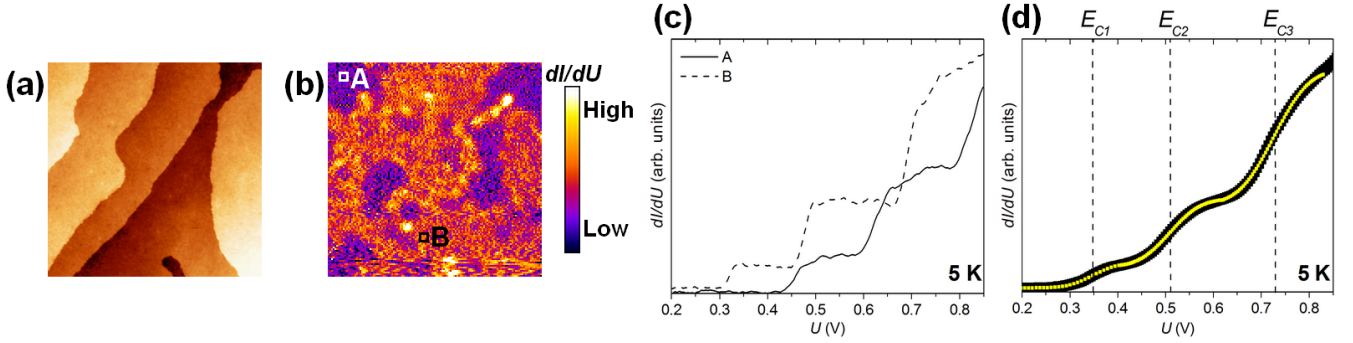 (a)
(b)
A
B
dI/dU
High
Low
(c)
A
B
5 K
dI/dU (arb. units)
0.2 0.3 0.4 0.5 0.6 0.7 0.8
U (V)
(d)
E_C1 E_C2 E_C3
5 K
dI/dU (arb. units)
0.2 0.3 0.4 0.5 0.6 0.7 0.8
U (V)